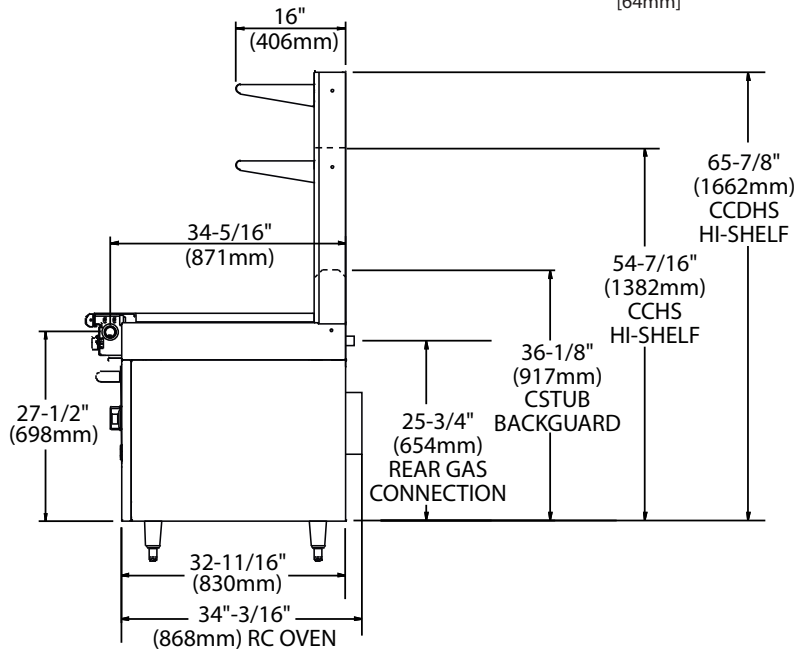 16"
(406mm)
[64mm]
65-7/8"
(1662mm)
CCDHS
HI-SHELF
34-5/16"
(871mm)
54-7/16"
(1382mm)
CCHS
HI-SHELF
36-1/8"
(917mm)
CSTUB
BACKGUARD
27-1/2"
(698mm)
25-3/4"
(654mm)
REAR GAS
CONNECTION
32-11/16"
(830mm)
34"-3/16"
(868mm) RC OVEN